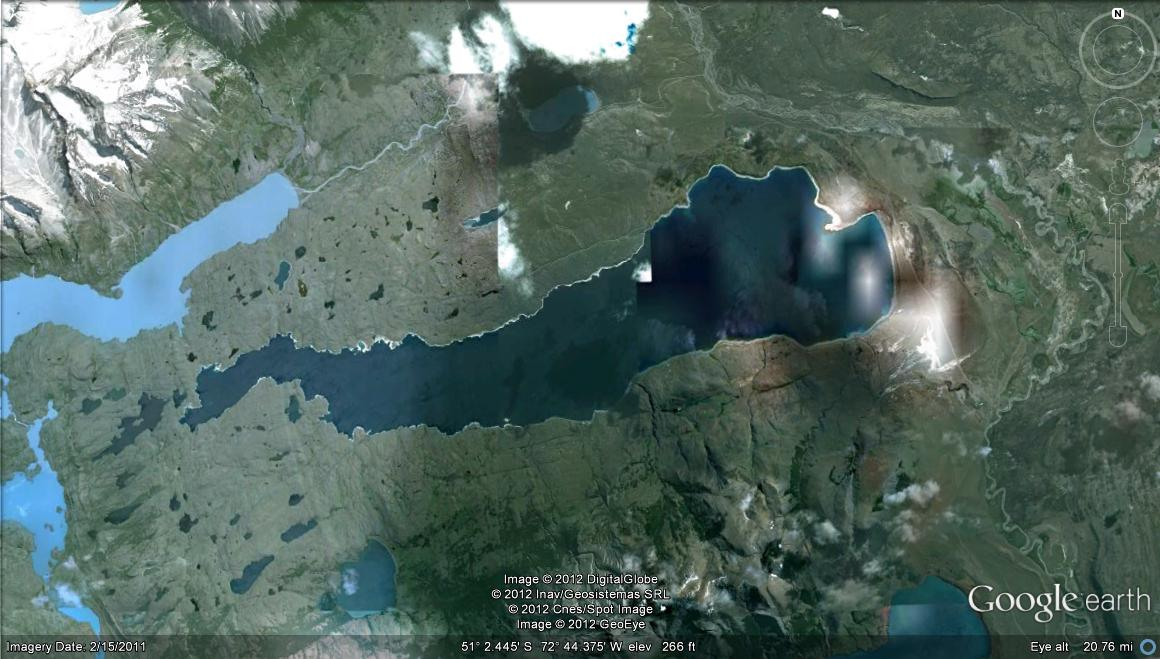 N
Image © 2012 DigitalGlobe
© 2012 Inav/Geosistemas SRL
© 2012 Cnes/Spot Image
Image © 2012 GeoEye
Google earth
Imagery Date: 2/15/2011
51° 2.445' S 72° 44.375' W elev 266 ft
Eye alt 20.76 mi